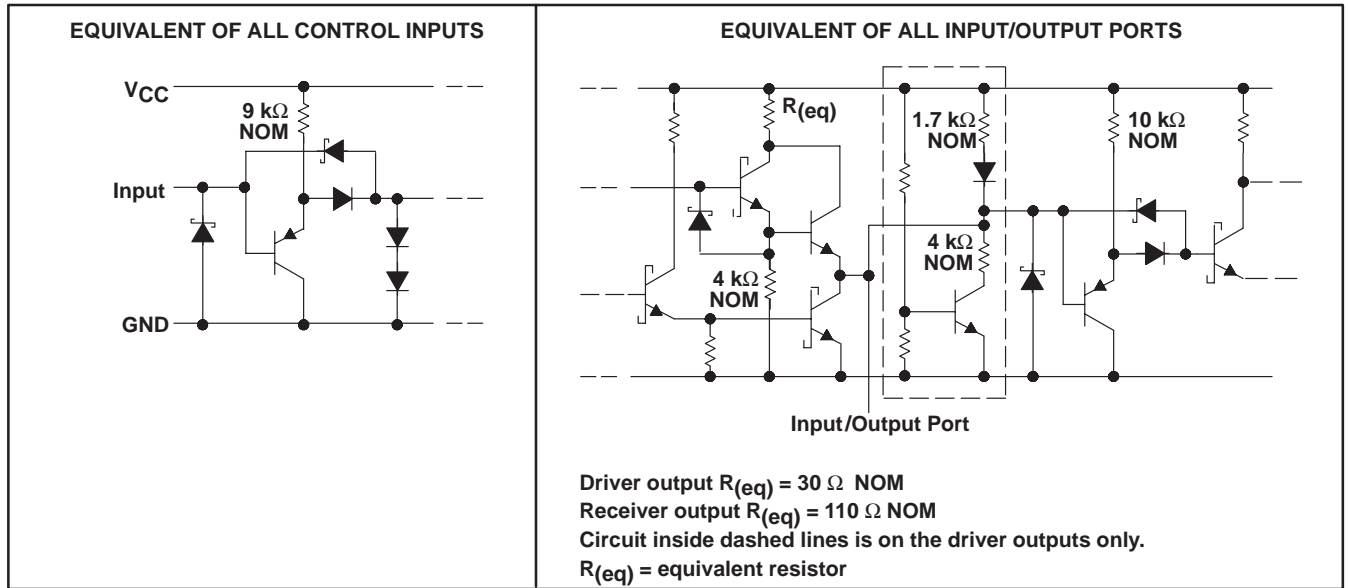 EQUIVALENT OF ALL CONTROL INPUTS
VCC
9 kΩ
NOM
Input
GND
EQUIVALENT OF ALL INPUT/OUTPUT PORTS
R(eq)
1.7 kΩ
NOM
10 kΩ
NOM
4 kΩ
NOM
4 kΩ
NOM
Input/Output Port
Driver output R(eq) = 30 Ω NOM
Receiver output R(eq) = 110 Ω NOM
Circuit inside dashed lines is on the driver outputs only.
R(eq) = equivalent resistor